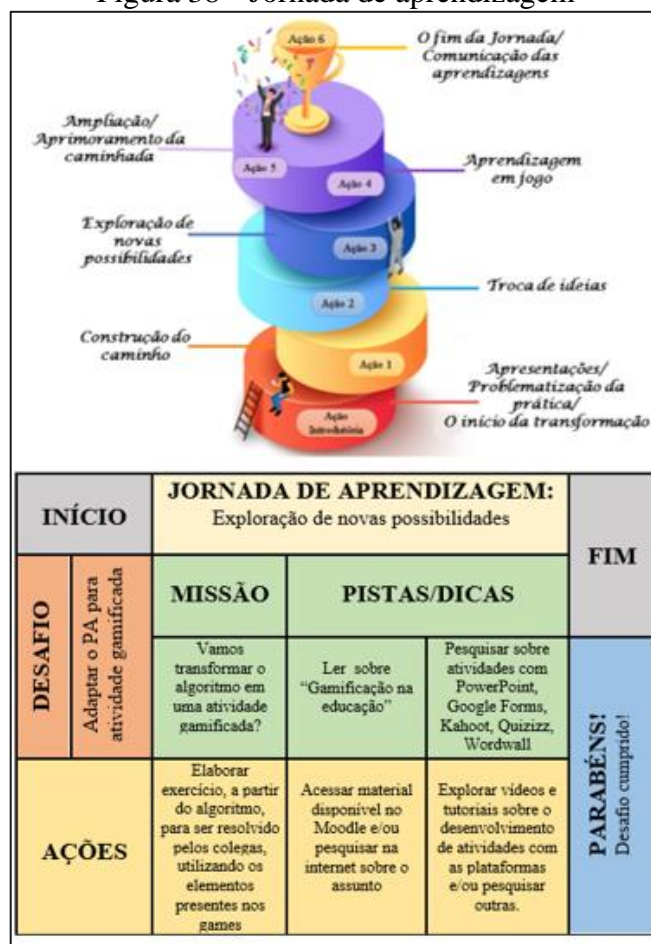 Figura 38 - Jornada de aprendizagem
Ação 6
O fim da Jornada/
Comunicação das
aprendizagens
Ampliação/
Aprimoramento da
caminhada
Ação 5
Ação 4
Aprendizagem
em jogo
Exploração de
novas
possibilidades
Ação 3
Ação 2
Troca de ideias
Construção do
caminho
Ação 1
Apresentações/
Problematização da
prática/
O início da transformação
Ação
Introdutória
INÍCIO
JORNADA DE APRENDIZAGEM:
Exploração de novas possibilidades
FIM
DESAFIO
Adaptar o PA para
atividade gamificada
MISSÃO
PISTAS/DICAS
Vamos
transformar o
algoritmo em
uma atividade
gamificada?
Ler sobre
“Gamificação na
educação”
Pesquisar sobre
atividades com
PowerPoint,
Google Forms,
Kahoot, Quizizz,
Wordwall
PARABÉNS!
Desafio cumprido!
AÇÕES
Elaborar
exercício, a partir
do algoritmo,
para ser resolvido
pelos colegas,
utilizando os
elementos
presentes nos
games
Acessar material
disponível no
Moodle e/ou
pesquisar na
internet sobre o
assunto
Explorar vídeos e
tutoriais sobre o
desenvolvimento
de atividades com
as plataformas
e/ou pesquisar
outras.